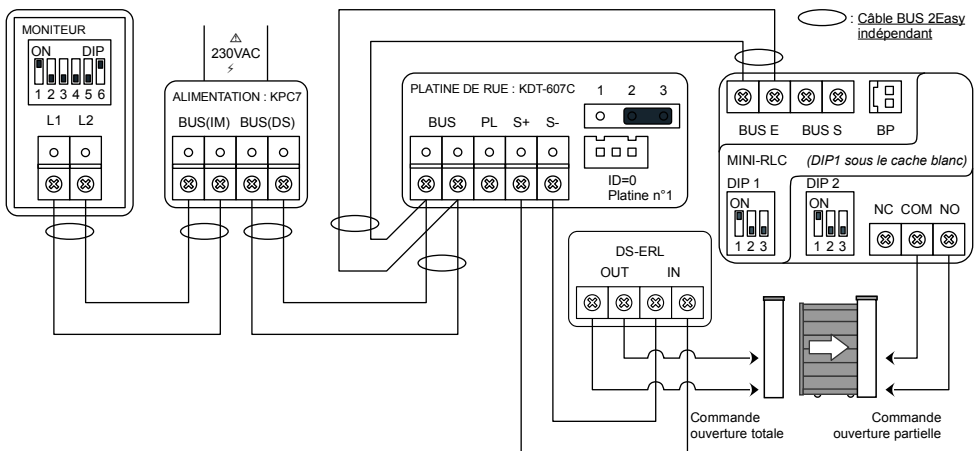 MONITEUR
ON DIP
1 2 3 4 5 6
L1 L2
⚠
230VAC
⚡
ALIMENTATION : KPC7
BUS(IM) BUS(DS)
PLATINE DE RUE : KDT-607C
1 2 3
BUS PL S+ S-
ID=0
Platine n°1
: Câble BUS 2Easy
indépendant
BUS E BUS S BP
MINI-RLC (DIP1 sous le cache blanc)
DIP 1
ON
1 2 3
DIP 2
ON
1 2 3
NC COM NO
DS-ERL
OUT IN
Commande
ouverture totale
Commande
ouverture partielle